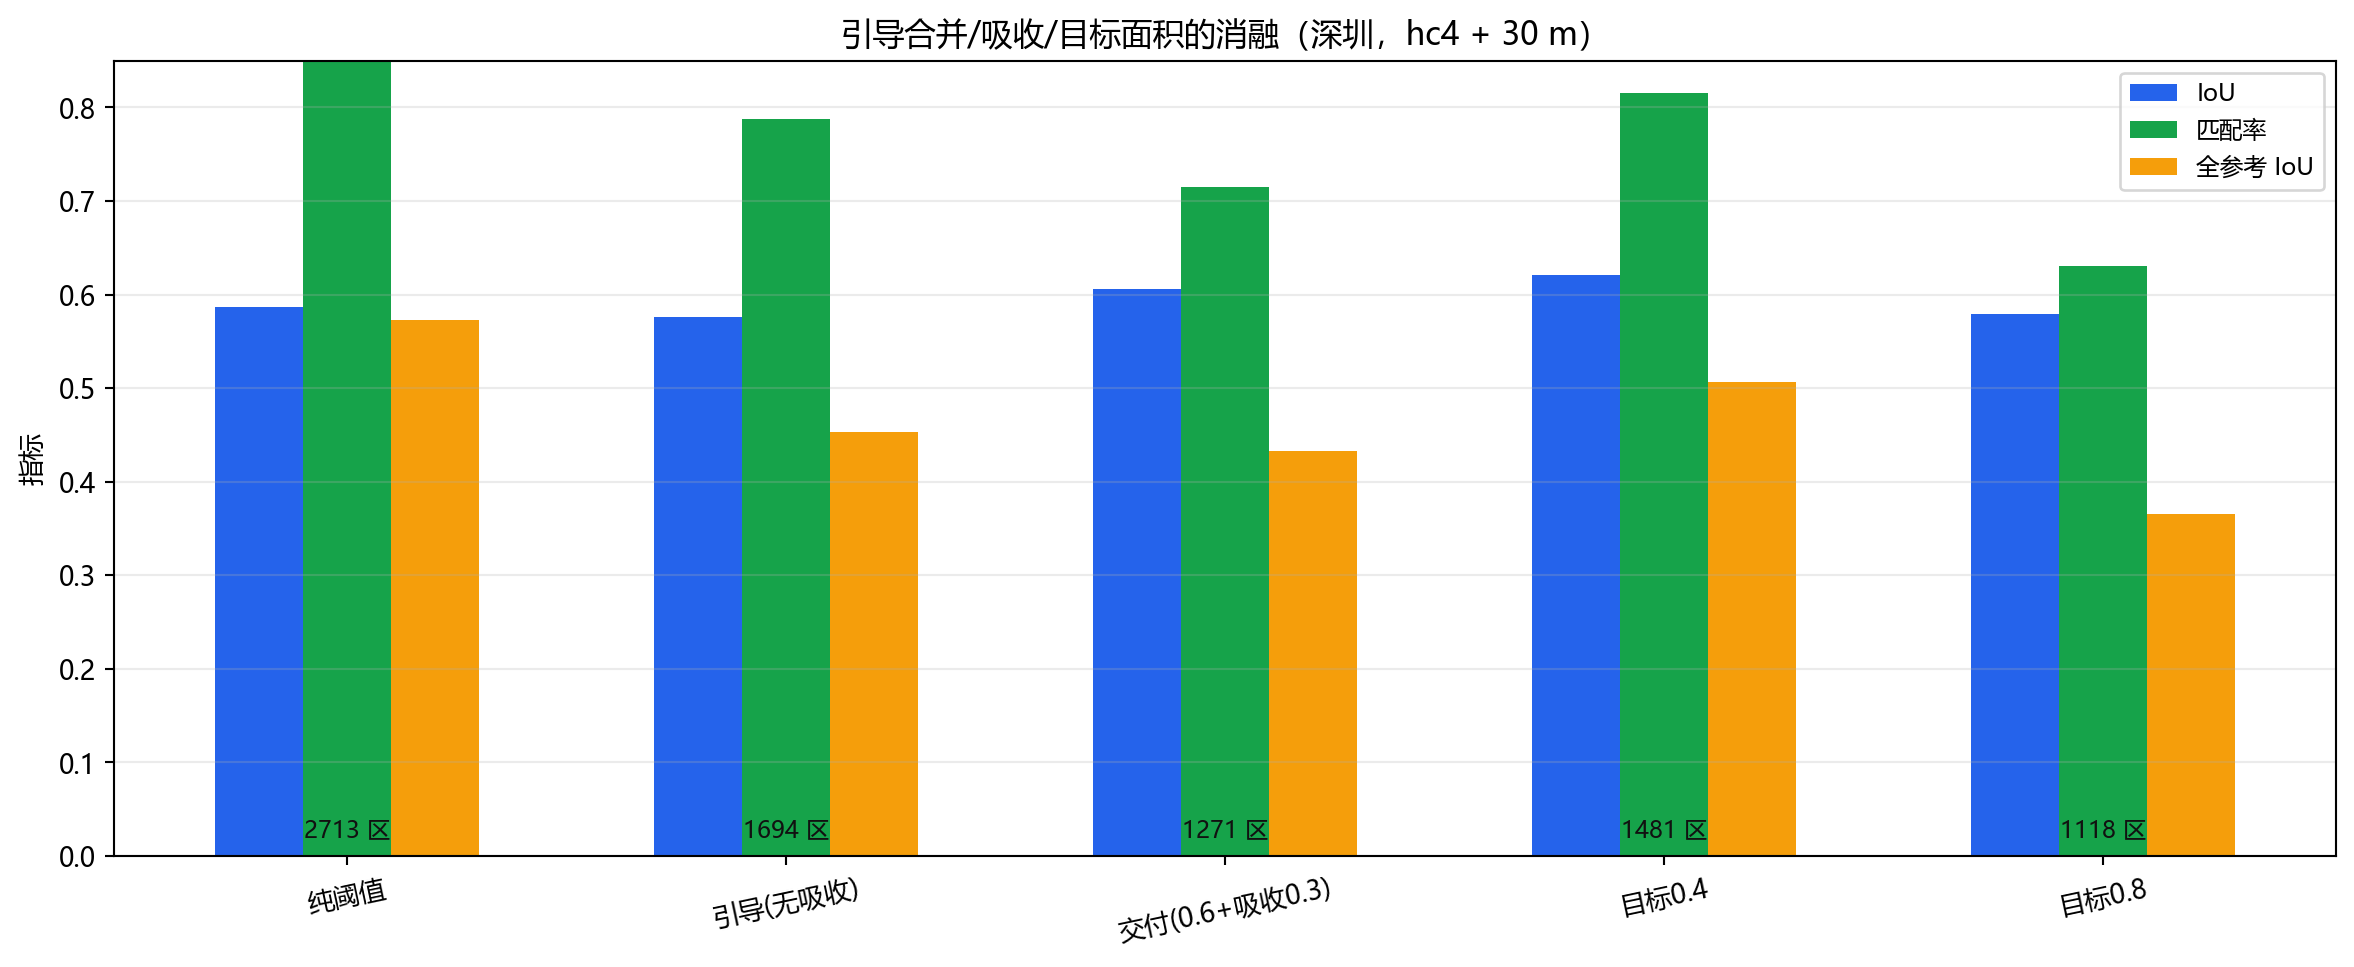 引导合并/吸收/目标面积的消融（深圳，hc4 + 30 m）
IoU
匹配率
全参考 IoU
指标
0.8
0.7
0.6
0.5
0.4
0.3
0.2
0.1
0.0
2713 区
1694 区
1271 区
1481 区
1118 区
纯阈值
引导(无吸收)
交付(0.6+吸收0.3)
目标0.4
目标0.8